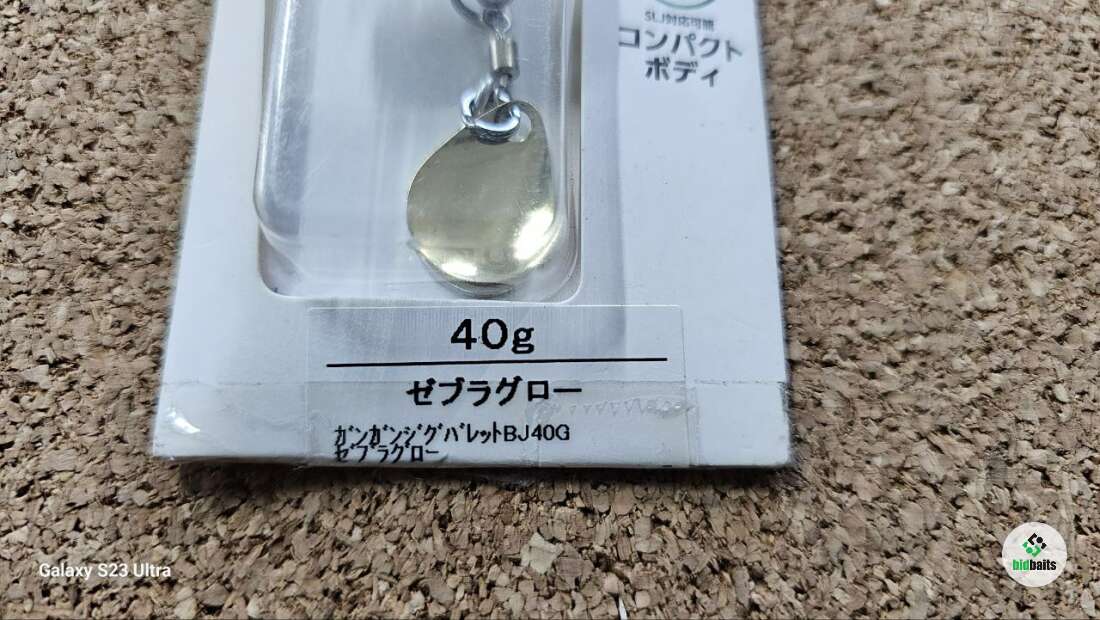 SLJ対応可能
コンパクト
ボディ
40g
ゼブラグロー
ｶﾞﾝｶﾞﾝｼﾞｸﾞﾊﾞﾚｯﾄBJ40G
ｾﾞﾌﾞﾗｸﾞﾛｰ
Galaxy S23 Ultra
bidbaits